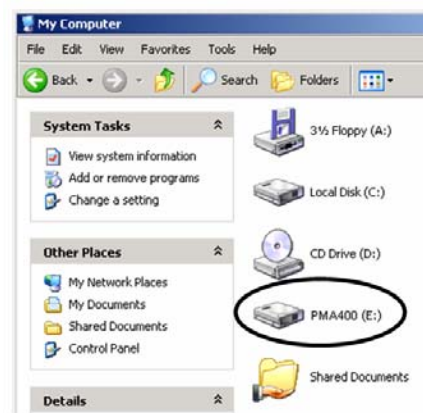 My Computer
File Edit View Favorites Tools Help
Back Search Folders
System Tasks
View system information
Add or remove programs
Change a setting
Other Places
My Network Places
My Documents
Shared Documents
Control Panel
Details
3½ Floppy (A:)
Local Disk (C:)
CD Drive (D:)
PMA400 (E:)
Shared Documents